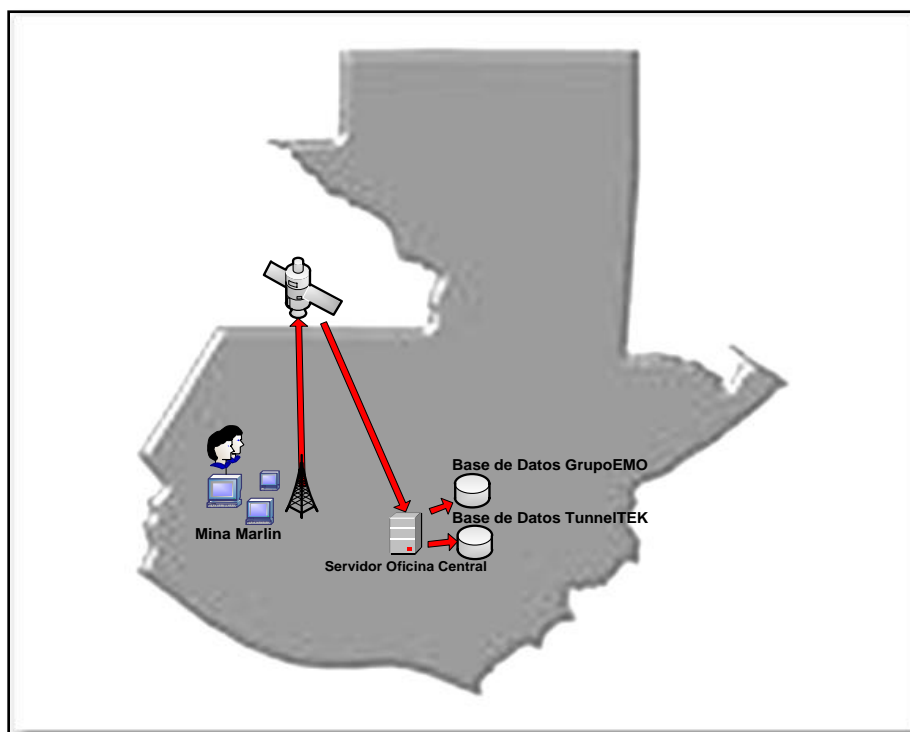 Base de Datos GrupoEMO
Base de Datos TunnelTEK
Mina Marlin
Servidor Oficina Central